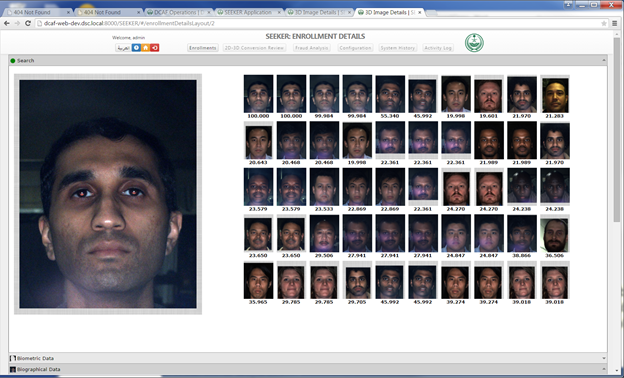 404 Not Found
404 Not Found
DCAF Operations | S
SEEKER Application
3D Image Details | S
3D Image Details | S
dcaf-web-dev.dsc.local:8000/SEEKER/#/enrollmentDetailsLayout/2
Welcome, admin
SEEKER: ENROLLMENT DETAILS
العربية
Enrollments
2D-3D Conversion Review
Fraud Analysis
Configuration
System History
Activity Log
Search
100.000 100.000 99.984 99.984 55.340 45.992 19.998 19.601 21.970 21.283
20.643 20.468 20.468 19.998 22.361 22.361 22.361 21.989 21.989 21.970
23.579 23.579 23.533 22.869 22.869 22.361 24.270 24.270 24.238 24.238
23.650 23.650 29.506 27.941 27.941 27.941 24.847 24.847 38.866 36.506
35.965 29.785 29.785 29.705 45.992 45.992 39.274 39.274 39.018 39.018
Biometric Data
Biographical Data